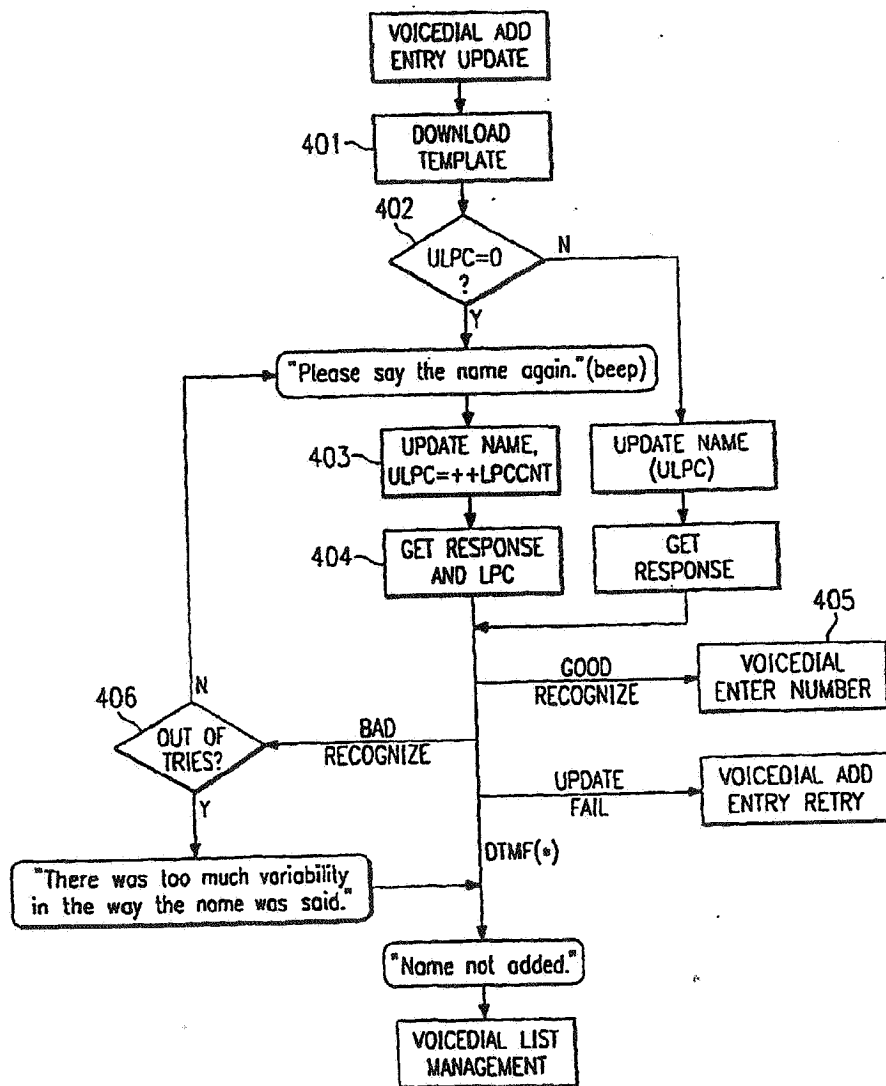 VOICEDIAL ADD
ENTRY UPDATE
401
DOWNLOAD
TEMPLATE
402
ULPC=0
?
N
Y
"Please say the name again."(beep)
403
UPDATE NAME,
ULPC=++LPCCNT
UPDATE NAME
(ULPC)
404
GET RESPONSE
AND LPC
GET
RESPONSE
405
GOOD
RECOGNIZE
VOICEDIAL
ENTER NUMBER
N
406
OUT OF
TRIES?
BAD
RECOGNIZE
Y
UPDATE
FAIL
VOICEDIAL ADD
ENTRY RETRY
DTMF(*)
"There was too much variability
in the way the name was said."
"Name not added."
VOICEDIAL LIST
MANAGEMENT